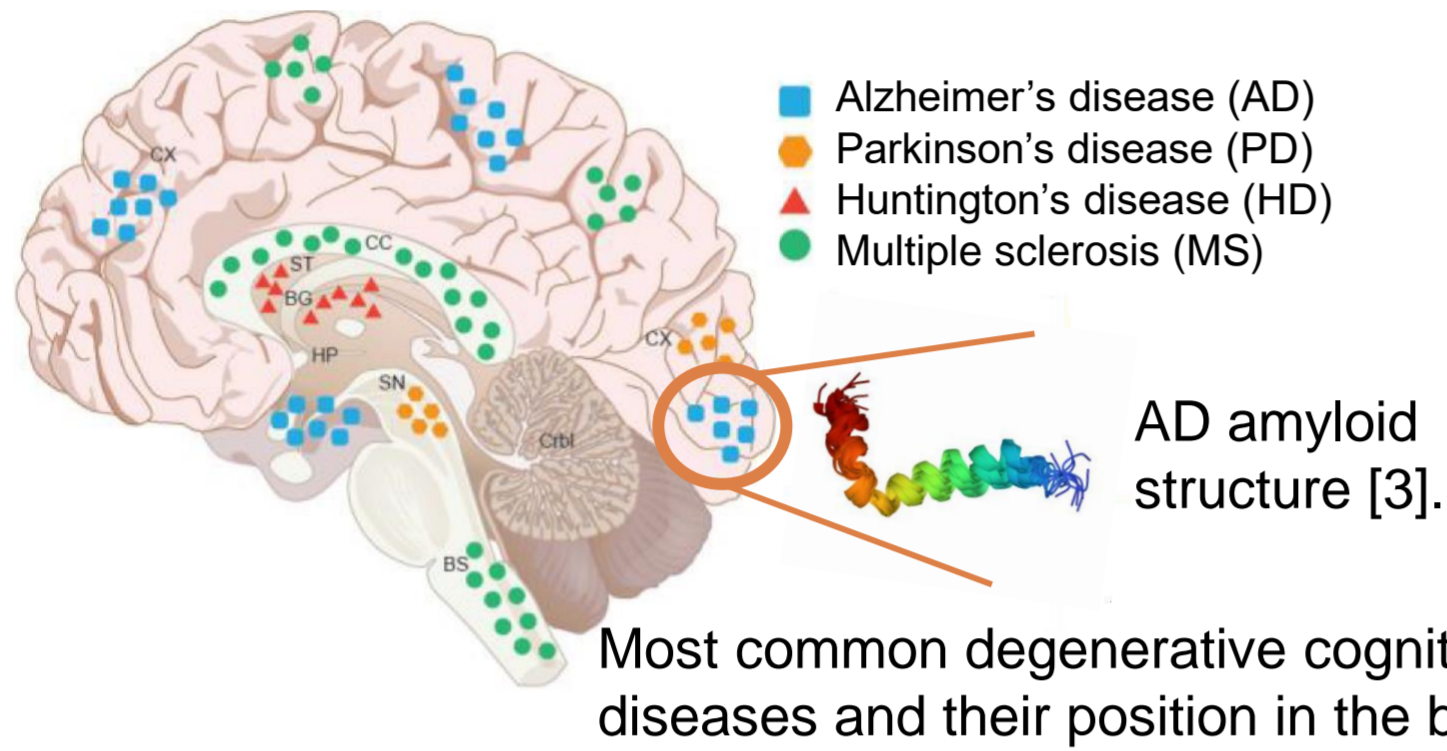 Alzheimer’s disease (AD)
Parkinson’s disease (PD)
Huntington’s disease (HD)
Multiple sclerosis (MS)
CX
CC
ST
BG
HP
SN
CX
Crbl
BS
AD amyloid
structure [3].
Most common degenerative
diseases and their position in the